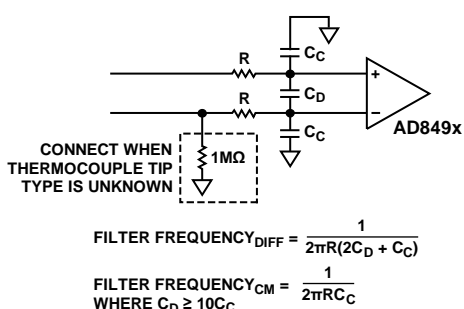 C_C
R
C_D
R
C_C
+
−
AD849x
CONNECT WHEN
THERMOCOUPLE TIP
TYPE IS UNKNOWN
1MΩ
FILTER FREQUENCY_DIFF = 1 / 2πR(2C_D + C_C)
FILTER FREQUENCY_CM = 1 / 2πRC_C
WHERE C_D ≥ 10C_C